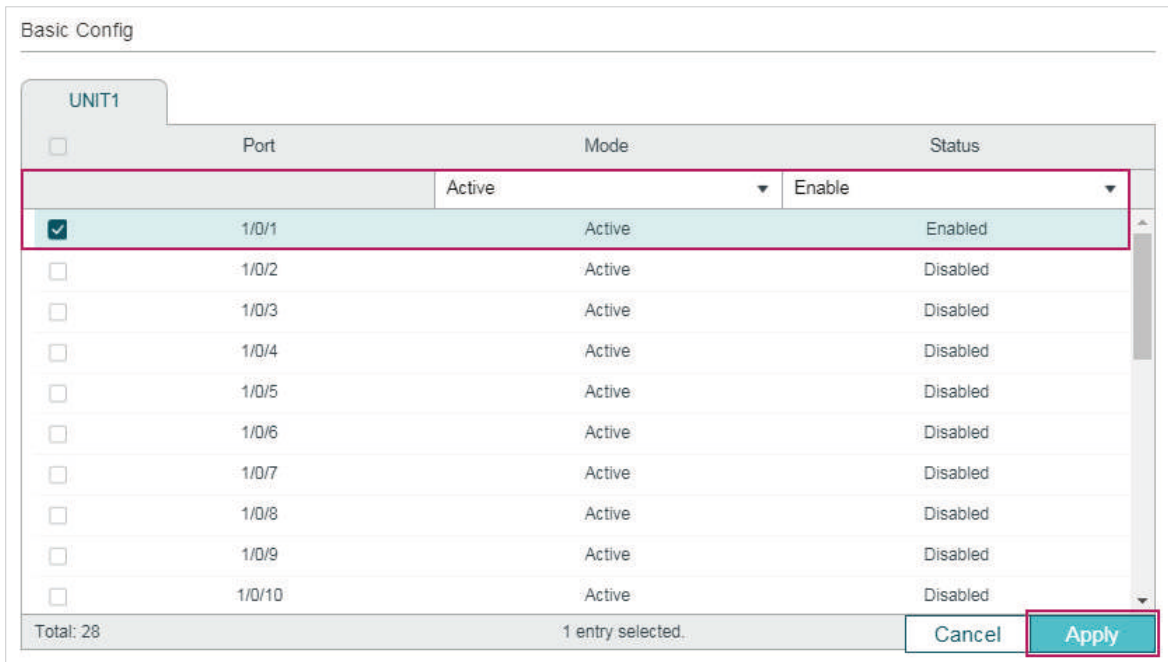 Basic Config
UNIT1
Port Mode Status
Active Enable
1/0/1 Active Enabled
1/0/2 Active Disabled
1/0/3 Active Disabled
1/0/4 Active Disabled
1/0/5 Active Disabled
1/0/6 Active Disabled
1/0/7 Active Disabled
1/0/8 Active Disabled
1/0/9 Active Disabled
1/0/10 Active Disabled
Total: 28 1 entry selected. Cancel Apply